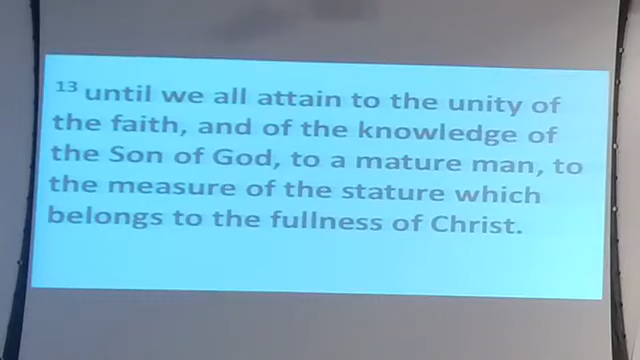 13 until we all attain to the unity of
the faith, and of the knowledge of
the Son of God, to a mature man, to
the measure of the stature which
belongs to the fullness of Christ.